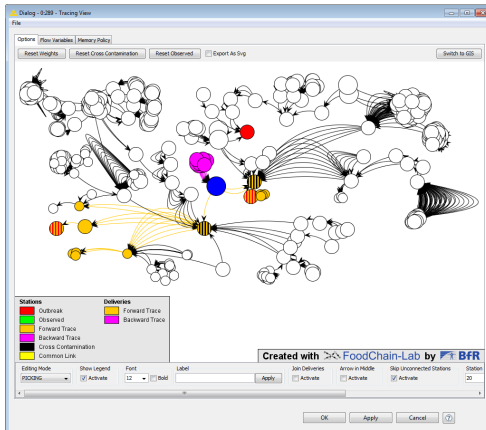 Dialog - 0:289 - Tracing View
File
Options Flow Variables Memory Policy
Reset Weights Reset Cross Contamination Reset Observed Export As Svg Switch to GIS
Stations Deliveries
Outbreak Forward Trace
Observed Backward Trace
Forward Trace
Backward Trace
Cross Contamination
Common Link
Created with FoodChain-Lab by BfR
Editing Mode Show Legend Font Label Join Deliveries Arrow in Middle Skip Unconnected Stations Station
PICKING Activate 12 Bold Apply Activate Activate Activate 20
OK Apply Cancel ?